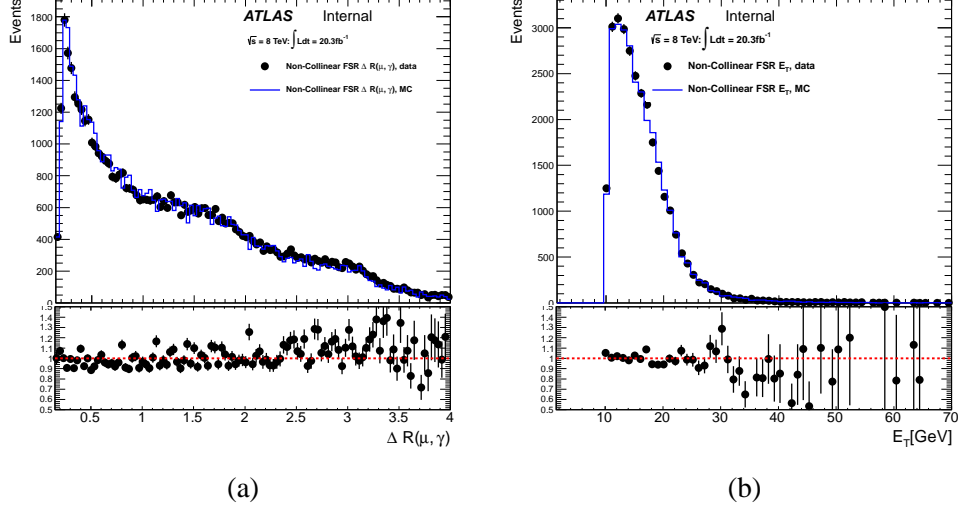 Events
ATLAS Internal
√s = 8 TeV: ∫Ldt = 20.3fb⁻¹
Non-Collinear FSR Δ R(μ, γ), data
Non-Collinear FSR Δ R(μ, γ), MC
1800
1600
1400
1200
1000
800
600
400
200
0
1.5
1.4
1.3
1.2
1.1
1
0.9
0.8
0.7
0.6
0.5
0.5 1 1.5 2 2.5 3 3.5 4
Δ R(μ, γ)
(a)
Events
ATLAS Internal
√s = 8 TeV: ∫Ldt = 20.3fb⁻¹
Non-Collinear FSR E_T, data
Non-Collinear FSR E_T, MC
3000
2500
2000
1500
1000
500
0
1.5
1.4
1.3
1.2
1.1
1
0.9
0.8
0.7
0.6
0.5
10 20 30 40 50 60 70
E_T[GeV]
(b)